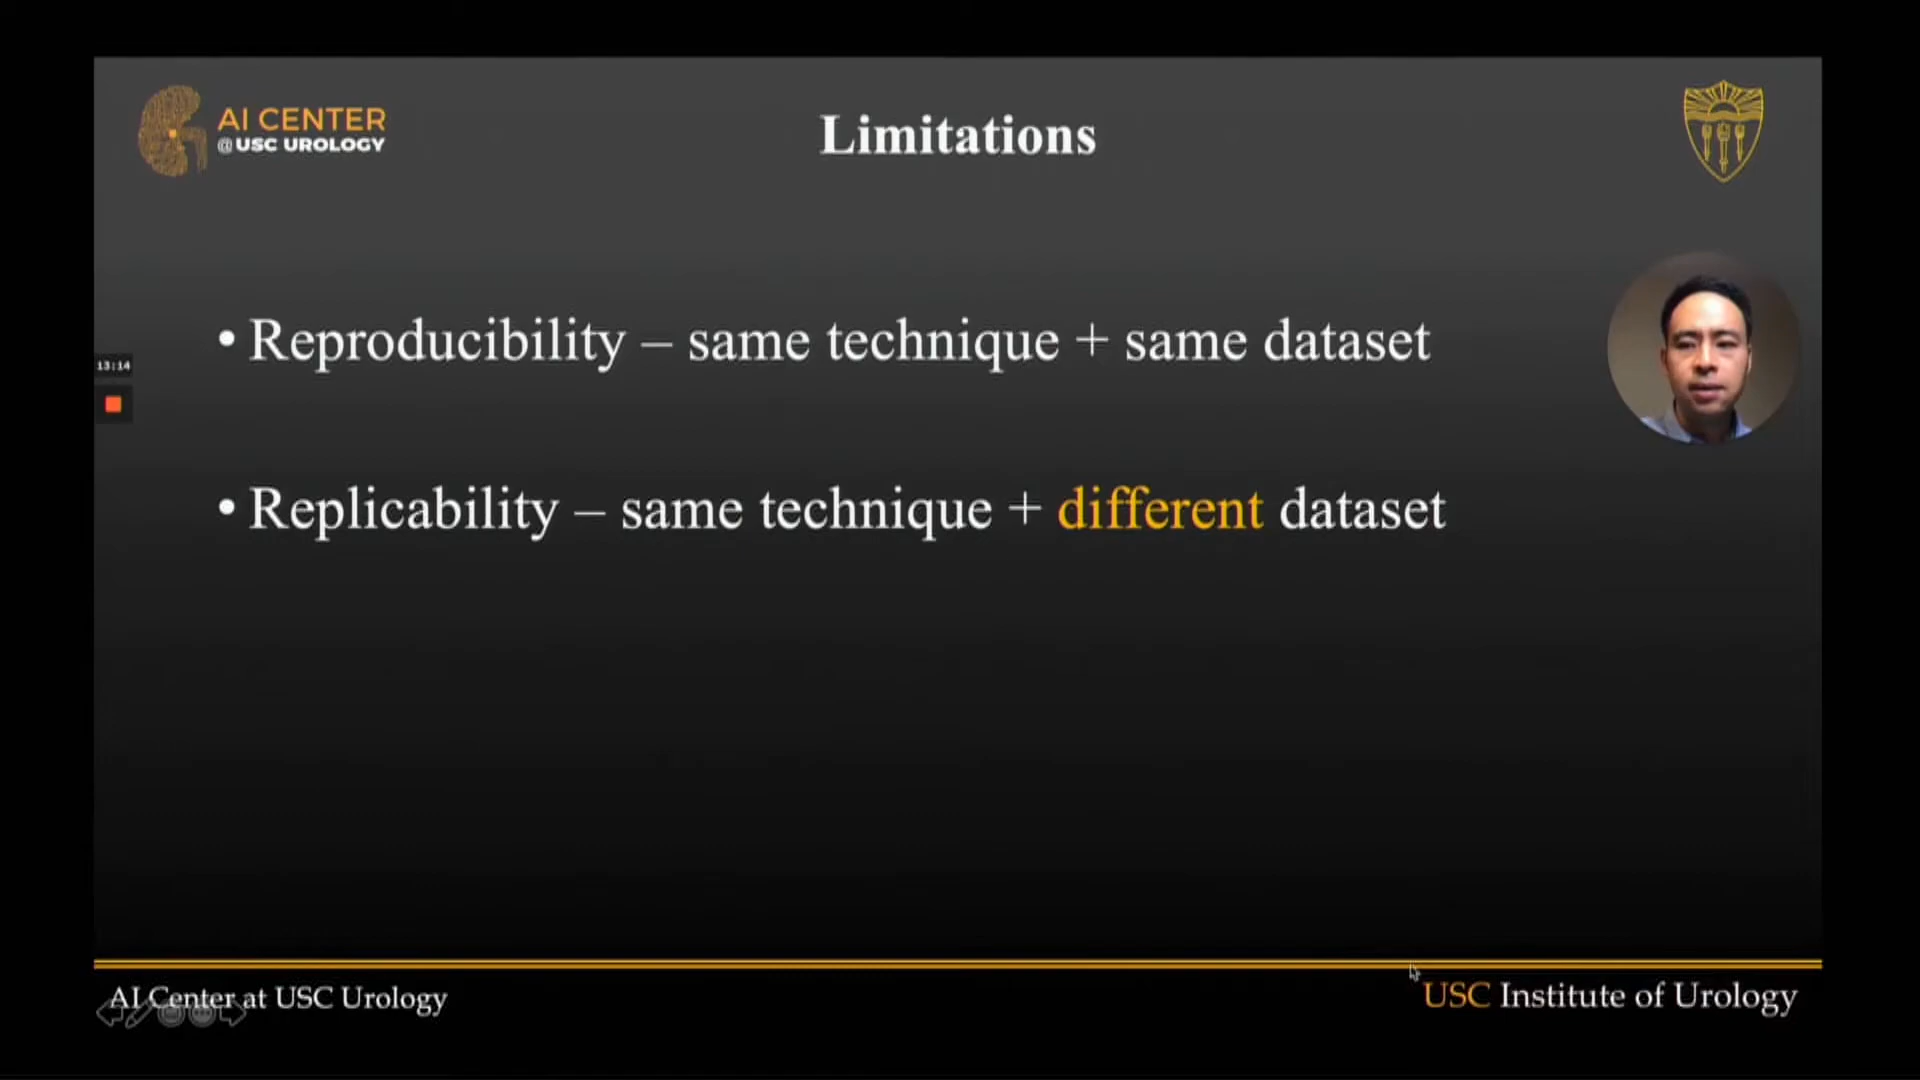 AI CENTER
@USC UROLOGY
Limitations
• Reproducibility – same technique + same dataset
13:14
• Replicability – same technique + different dataset
AI Center at USC Urology
USC Institute of Urology